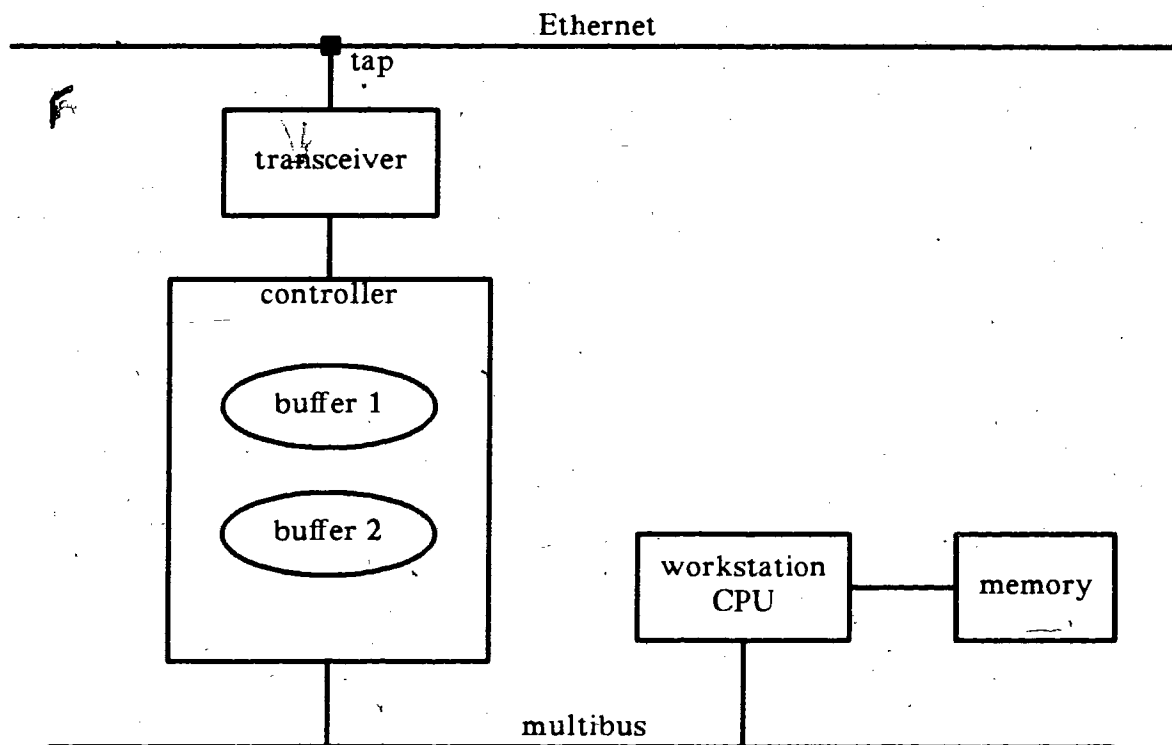 Ethernet
tap
transceiver
controller
buffer 1
buffer 2
workstation
CPU
memory
multibus